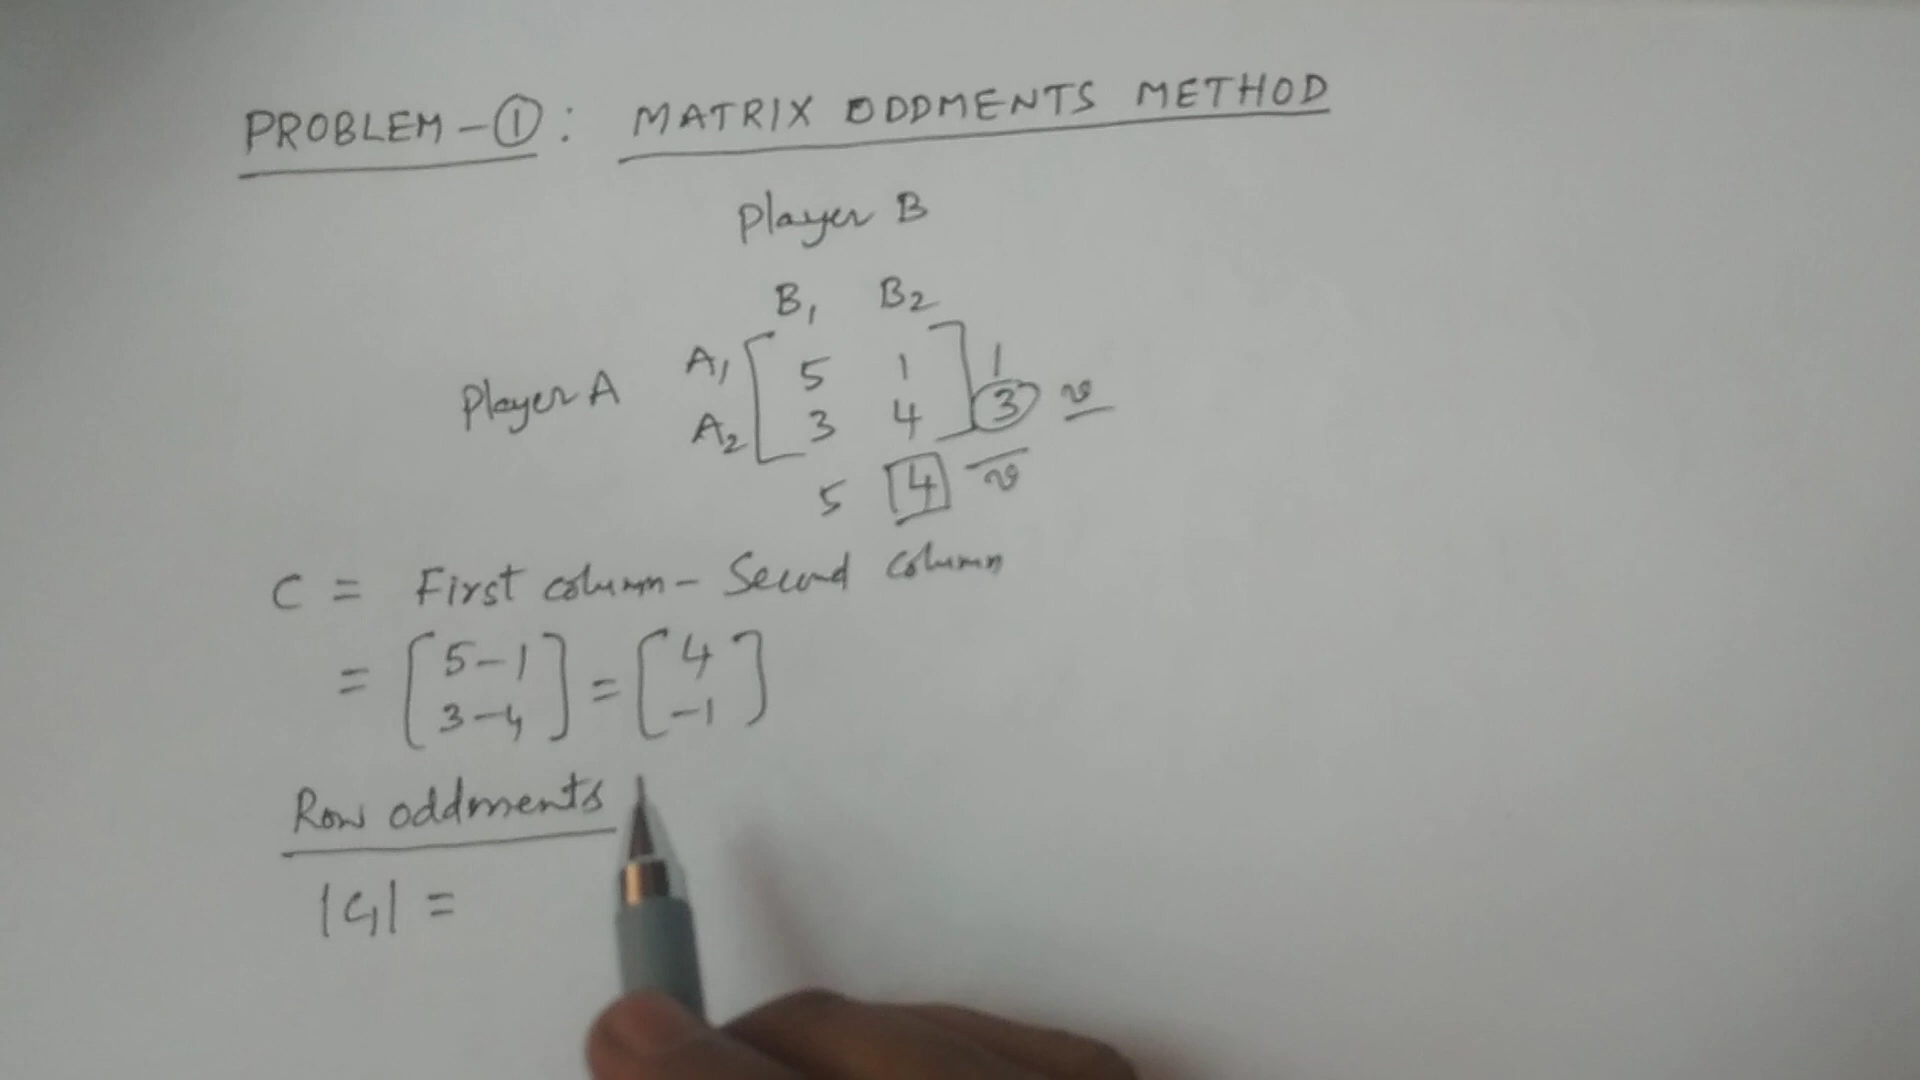 PROBLEM - ① : MATRIX ODDMENTS METHOD
Player B
B₁ B₂
Player A A₁ [ 5 1 ] 1
A₂ [ 3 4 ] 3 v
5 4 v̅
C = First column - Second column
= [ 5-1 ] = [ 4 ]
[ 3-4 ] [ -1 ]
Row oddments
|C₁| =